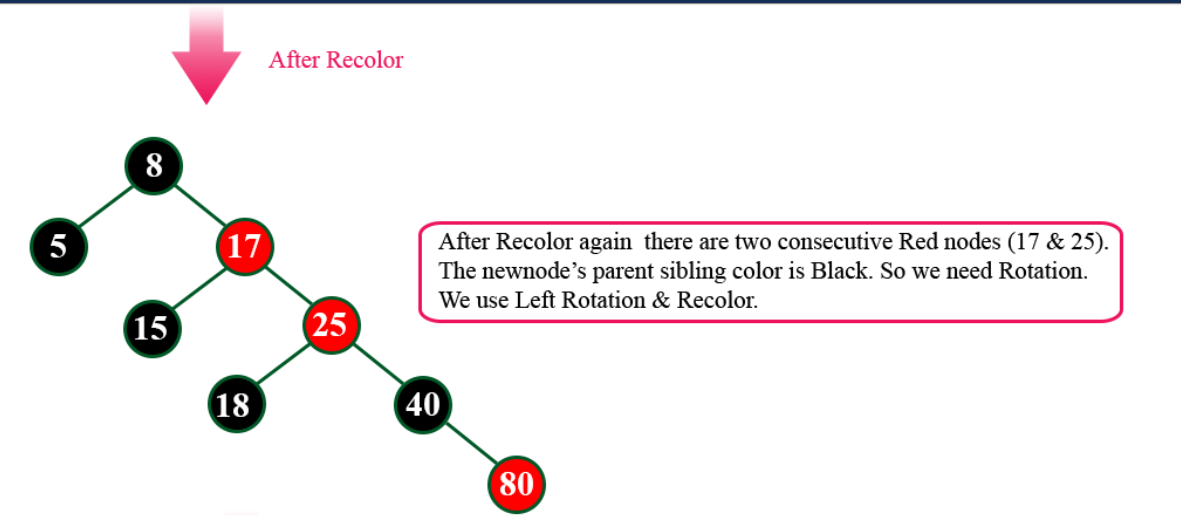 After Recolor
8
5
17
After Recolor again  there are two consecutive Red nodes (17 & 25).
The newnode’s parent sibling color is Black. So we need Rotation.
We use Left Rotation & Recolor.
15
25
18
40
80